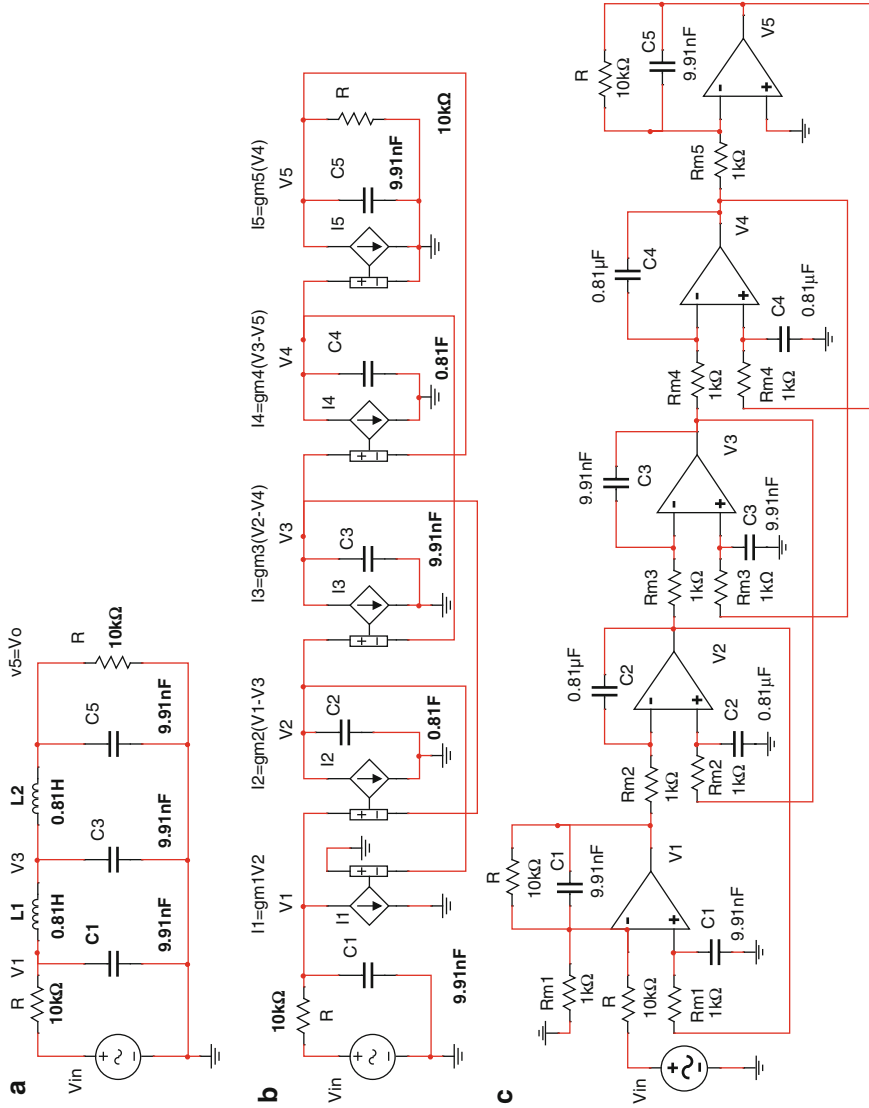 a
Vin
R
10kΩ
V1
C1
9.91nF
L1
0.81H
V3
C3
9.91nF
L2
0.81H
C5
9.91nF
v5=Vo
R
10kΩ
b
Vin
10kΩ
R
C1
9.91nF
I1=gm1V2
V1
I1
I2=gm2(V1-V3
V2
I2
C2
0.81F
I3=gm3(V2-V4)
V3
I3
C3
9.91nF
I4=gm4(V3-V5)
V4
I4
C4
0.81F
I5=gm5(V4)
V5
I5
C5
9.91nF
R
10kΩ
c
Vin
Rm1
1kΩ
R
10kΩ
Rm1
1kΩ
R
10kΩ
C1
9.91nF
C1
9.91nF
V1
Rm2
1kΩ
Rm2
1kΩ
0.81µF
C2
C2
0.81µF
V2
Rm3
1kΩ
Rm3
1kΩ
9.91nF
C3
C3
9.91nF
V3
Rm4
1kΩ
Rm4
1kΩ
0.81µF
C4
C4
0.81µF
V4
Rm5
1kΩ
R
10kΩ
C5
9.91nF
V5